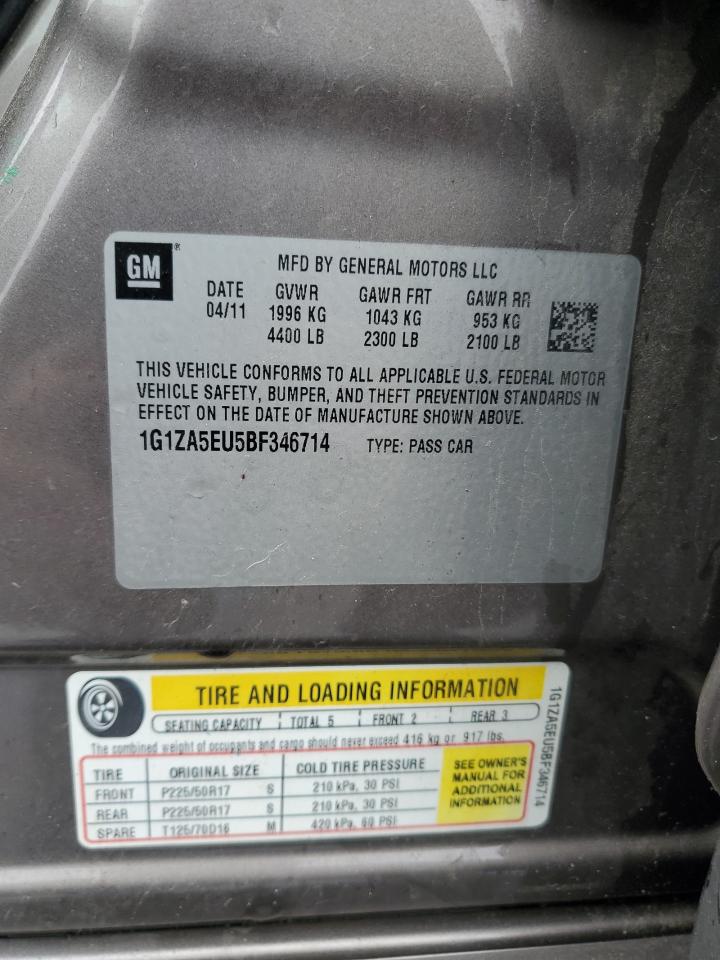 GM ®
MFD BY GENERAL MOTORS LLC
DATE GVWR GAWR FRT GAWR RR
04/11 1996 KG 1043 KG 953 KG
4400 LB 2300 LB 2100 LB
THIS VEHICLE CONFORMS TO ALL APPLICABLE U.S. FEDERAL MOTOR
VEHICLE SAFETY, BUMPER, AND THEFT PREVENTION STANDARDS IN
EFFECT ON THE DATE OF MANUFACTURE SHOWN ABOVE.
1G1ZA5EU5BF346714 TYPE: PASS CAR
TIRE AND LOADING INFORMATION
SEATING CAPACITY TOTAL 5 FRONT 2 REAR 3
The combined weight of occupants and cargo should never exceed 416 kg or 917 lbs.
TIRE ORIGINAL SIZE COLD TIRE PRESSURE
FRONT P225/50R17 S 210 kPa, 30 PSI
REAR P225/50R17 S 210 kPa, 30 PSI
SPARE T125/70D16 M 420 kPa, 60 PSI
SEE OWNER'S
MANUAL FOR
ADDITIONAL
INFORMATION
1G1ZA5EU5BF346714